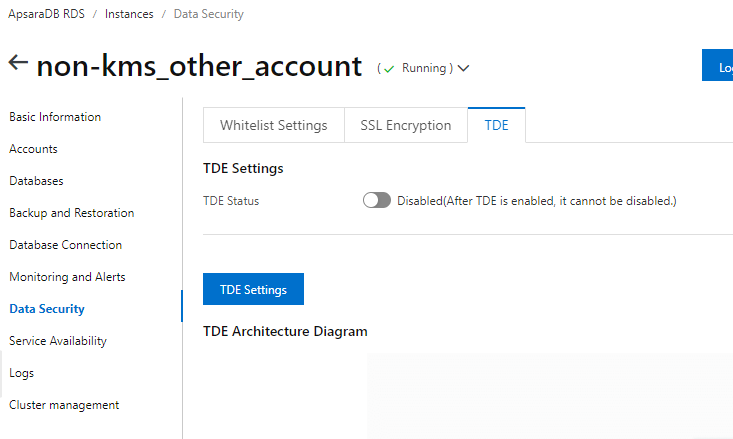 ApsaraDB RDS / Instances / Data Security
non-kms_other_account ( Running )
Basic Information
Accounts
Databases
Backup and Restoration
Database Connection
Monitoring and Alerts
Data Security
Service Availability
Logs
Cluster management
Whitelist Settings SSL Encryption TDE
TDE Settings
TDE Status Disabled(After TDE is enabled, it cannot be disabled.)
TDE Settings
TDE Architecture Diagram